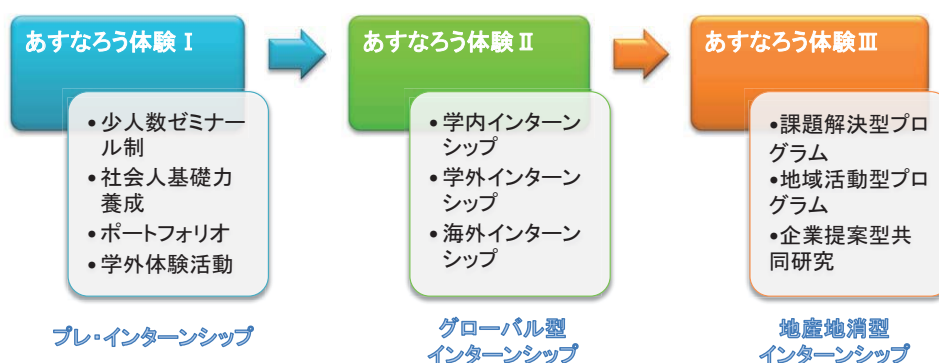 あすなろう体験Ⅰ
•少人数ゼミナー
ル制
•社会人基礎力
養成
•ポートフォリオ
•学外体験活動
プレ・インターンシップ
あすなろう体験Ⅱ
•学内インターン
シップ
•学外インターン
シップ
•海外インターン
シップ
グローバル型
インターンシップ
あすなろう体験Ⅲ
•課題解決型プロ
グラム
•地域活動型プロ
グラム
•企業提案型共
同研究
地産地消型
インターンシップ